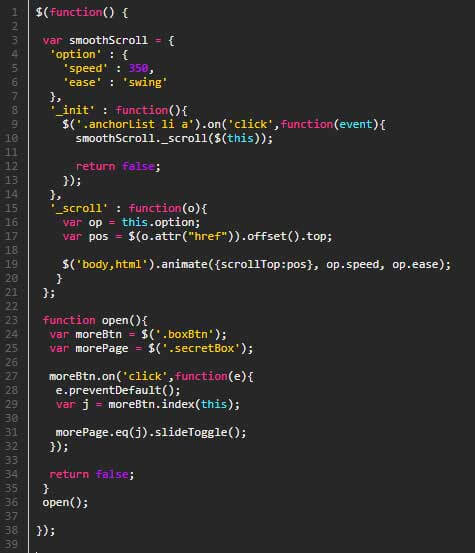 1 $(function() {
2
3 var smoothScroll = {
4 'option' : {
5 'speed' : 350,
6 'ease' : 'swing'
7 },
8 '_init' : function(){
9 $('.anchorList li a').on('click',function(event){
10 smoothScroll._scroll($(this));
11
12 return false;
13 });
14 },
15 '_scroll' : function(o){
16 var op = this.option;
17 var pos = $(o.attr("href")).offset().top;
18
19 $('body,html').animate({scrollTop:pos}, op.speed, op.ease);
20 }
21 };
22
23 function open(){
24 var moreBtn = $('.boxBtn');
25 var morePage = $('.secretBox');
26
27 moreBtn.on('click',function(e){
28 e.preventDefault();
29 var j = moreBtn.index(this);
30
31 morePage.eq(j).slideToggle();
32 });
33
34 return false;
35 }
36 open();
37
38 });
39